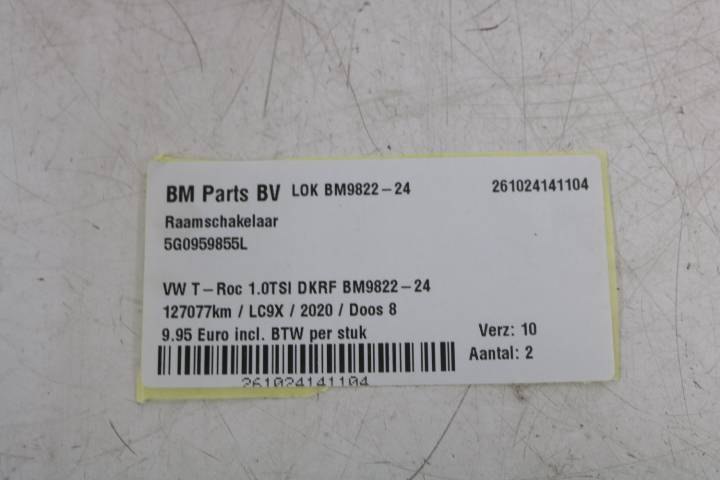 BM Parts BV LOK BM9822-24 261024141104
Raamschakelaar
5G0959855L
VW T-Roc 1.0TSI DKRF BM9822-24
127077km / LC9X / 2020 / Doos 8
9.95 Euro incl. BTW per stuk Verz: 10
Aantal: 2
261024141104